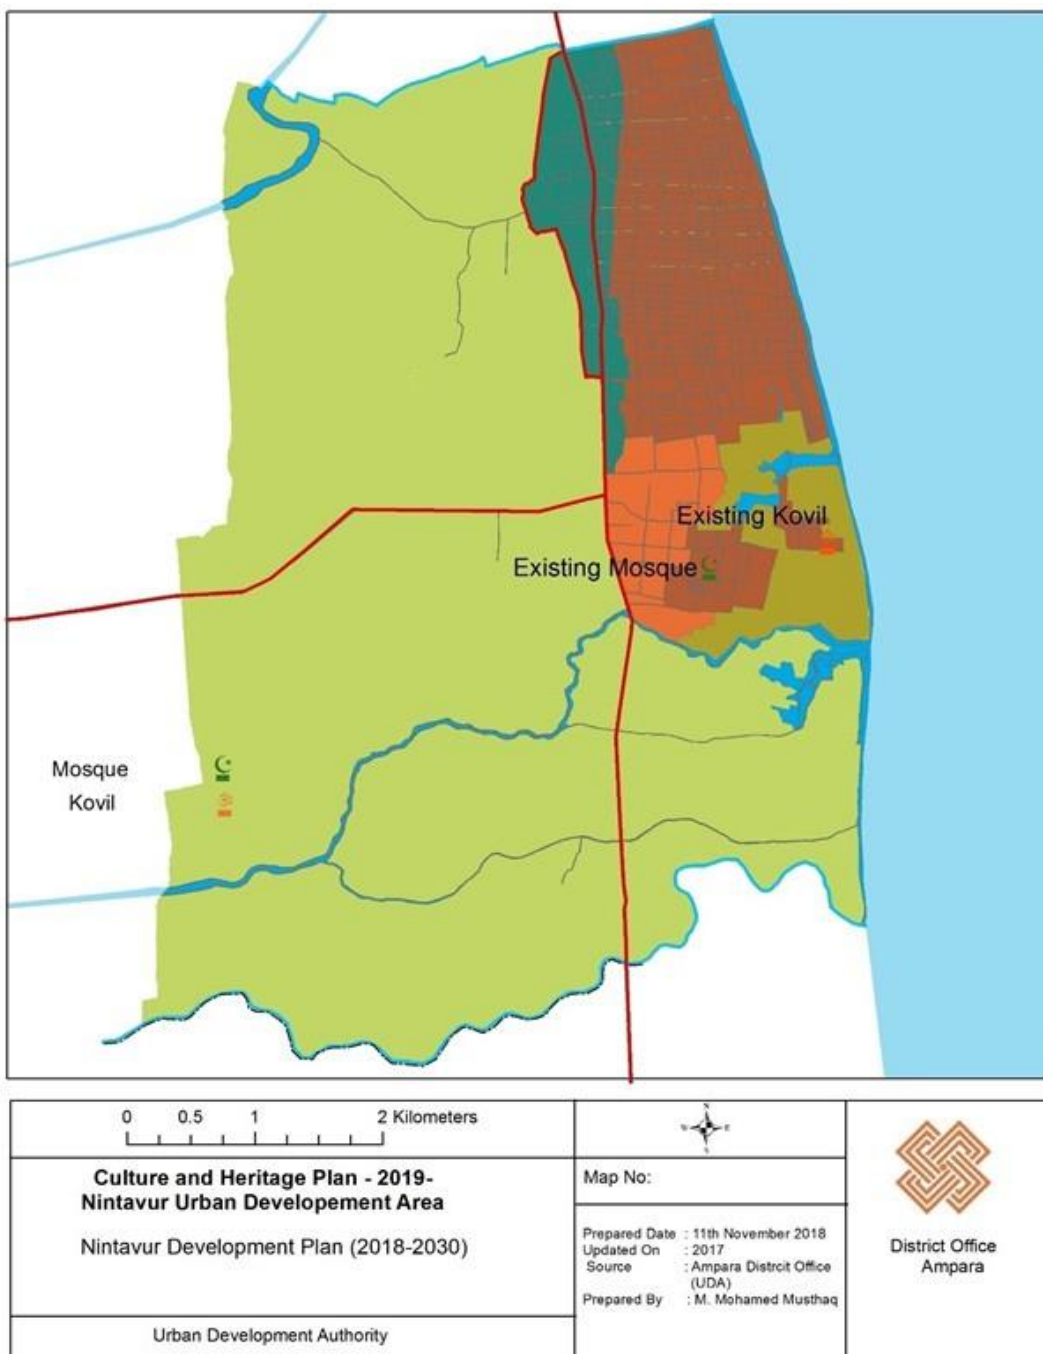 Existing Kovil
Existing Mosque
Mosque
Kovil
0 0.5 1 2 Kilometers
Culture and Heritage Plan - 2019-
Nintavur Urban Developement Area
Nintavur Development Plan (2018-2030)
Urban Development Authority
N
W E
S
Map No:
Prepared Date : 11th November 2018
Updated On : 2017
Source : Ampara Distrcit Office
(UDA)
Prepared By : M. Mohamed Musthaq
District Office
Ampara